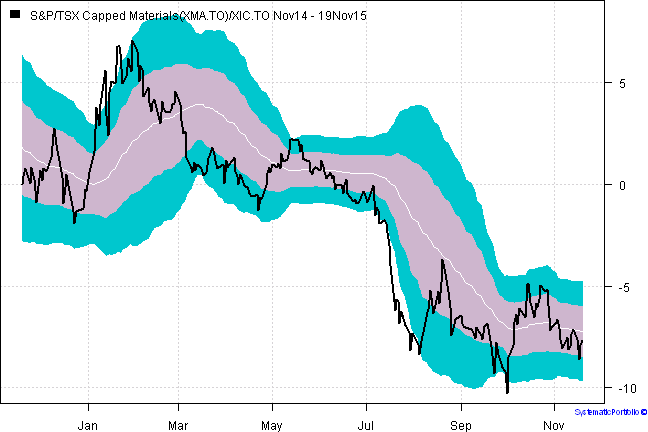 S&P/TSX Capped Materials(XMA.TO)/XIC.TO Nov14 - 19Nov15
5
0
-5
-10
Jan Mar May Jul Sep Nov
SystematicPortfolio ©